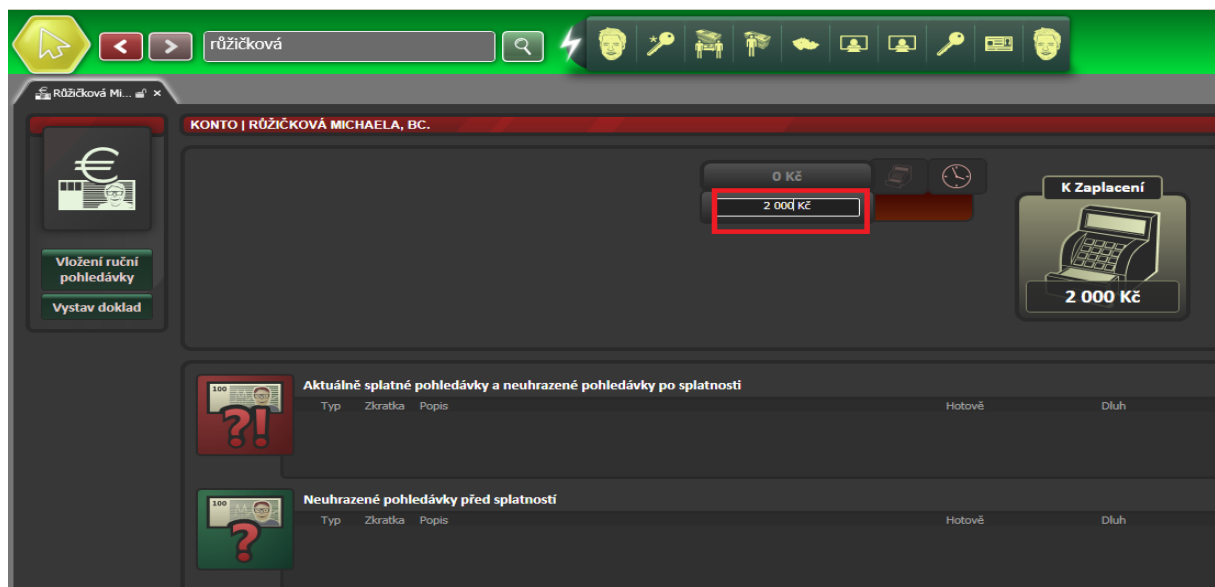 růžičková
Růžičková Mi...
KONTO | RŮŽIČKOVÁ MICHAELA, BC.
0 Kč
2 000 Kč
K Zaplacení
2 000 Kč
Vložení ruční
pohledávky
Vystav doklad
100
Aktuálně splatné pohledávky a neuhrazené pohledávky po splatnosti
Typ Zkratka Popis Hotově Dluh
?!
100
Neuhrazené pohledávky před splatností
Typ Zkratka Popis Hotově Dluh
?